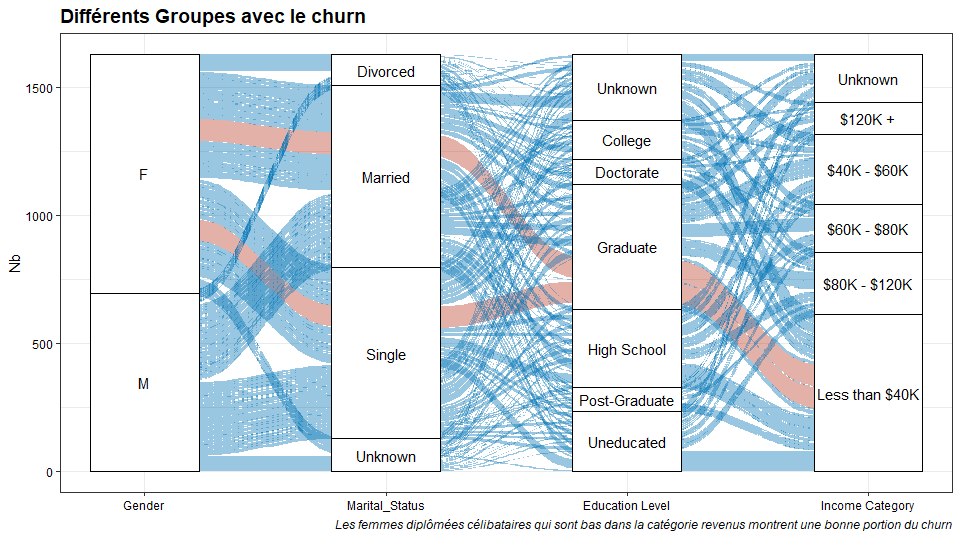 Différents Groupes avec le churn
Nb
1500
1000
500
0
F
M
Divorced
Married
Single
Unknown
Unknown
College
Doctorate
Graduate
High School
Post-Graduate
Uneducated
Unknown
$120K +
$40K - $60K
$60K - $80K
$80K - $120K
Less than $40K
Gender
Marital_Status
Education Level
Income Category
Les femmes diplômées célibataires qui sont bas dans la catégorie revenus montrent une bonne portion du churn